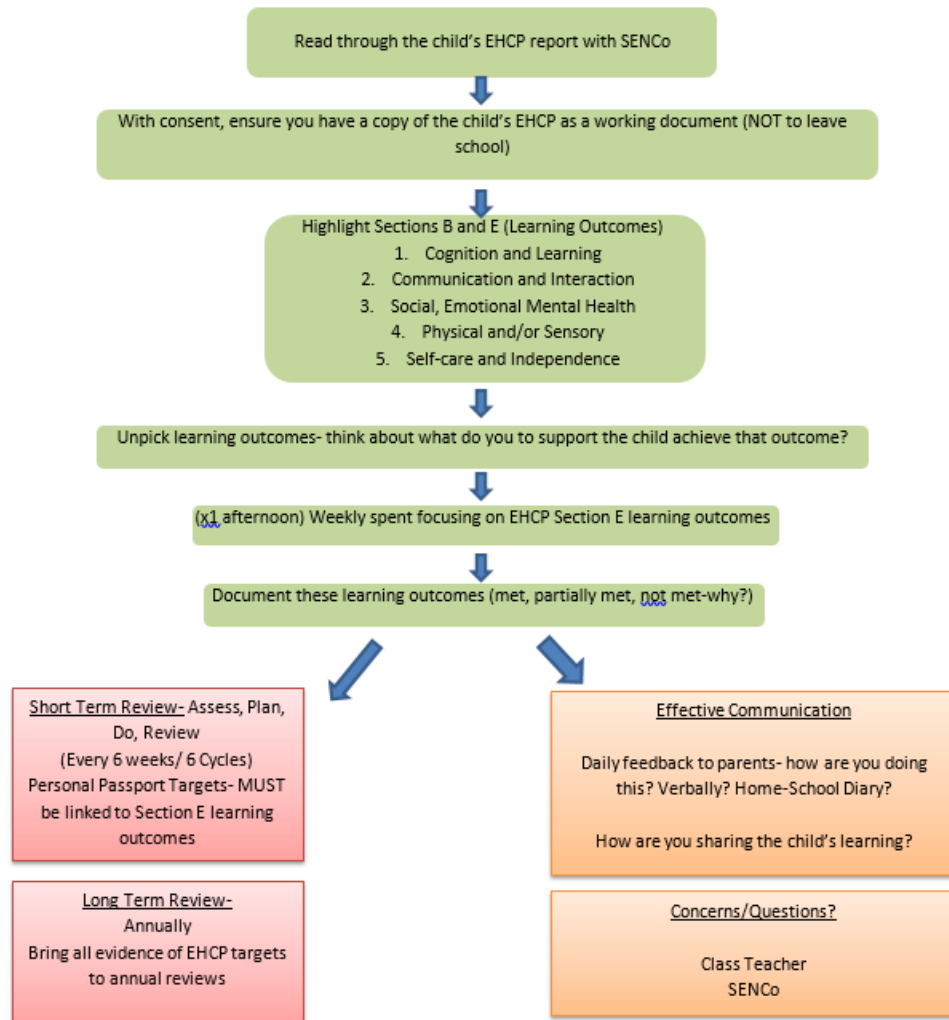 Read through the child's EHCP report with SENCo
With consent, ensure you have a copy of the child's EHCP as a working document (NOT to leave
school)
Highlight Sections B and E (Learning Outcomes)
1. Cognition and Learning
2. Communication and Interaction
3. Social, Emotional Mental Health
4. Physical and/or Sensory
5. Self-care and Independence
Unpick learning outcomes- think about what do you to support the child achieve that outcome?
(x1 afternoon) Weekly spent focusing on EHCP Section E learning outcomes
Document these learning outcomes (met, partially met, not met-why?)
Short Term Review- Assess, Plan,
Do, Review
(Every 6 weeks/ 6 Cycles)
Personal Passport Targets- MUST
be linked to Section E learning
outcomes
Long Term Review-
Annually
Bring all evidence of EHCP targets
to annual reviews
Effective Communication
Daily feedback to parents- how are you doing
this? Verbally? Home-School Diary?
How are you sharing the child's learning?
Concerns/Questions?
Class Teacher
SENCo